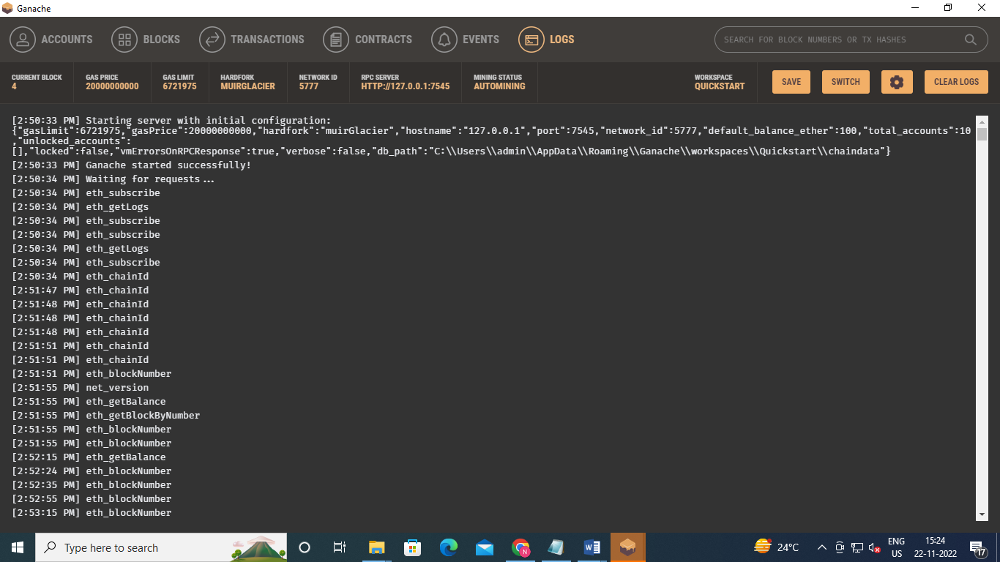 Ganache
ACCOUNTS BLOCKS TRANSACTIONS CONTRACTS EVENTS LOGS SEARCH FOR BLOCK NUMBERS OR TX HASHES
CURRENT BLOCK GAS PRICE GAS LIMIT HARDFORK NETWORK ID RPC SERVER MINING STATUS WORKSPACE
4 20000000000 6721975 MUIRGLACIER 5777 HTTP://127.0.0.1:7545 AUTOMINING QUICKSTART
SAVE SWITCH CLEAR LOGS
[2:50:33 PM] Starting server with initial configuration:
{"gasLimit":6721975,"gasPrice":20000000000,"hardfork":"muirGlacier","hostname":"127.0.0.1","port":7545,"network_id":5777,"default_balance_ether":100,"total_accounts":10
,"unlocked_accounts":
[],"locked":false,"vmErrorsOnRPCResponse":true,"verbose":false,"db_path":"C:\\Users\\admin\\AppData\\Roaming\\Ganache\\workspaces\\Quickstart\\chaindata"}
[2:50:33 PM] Ganache started successfully!
[2:50:34 PM] Waiting for requests...
[2:50:34 PM] eth_subscribe
[2:50:34 PM] eth_getLogs
[2:50:34 PM] eth_subscribe
[2:50:34 PM] eth_subscribe
[2:50:34 PM] eth_getLogs
[2:50:34 PM] eth_subscribe
[2:50:34 PM] eth_chainId
[2:51:47 PM] eth_chainId
[2:51:48 PM] eth_chainId
[2:51:48 PM] eth_chainId
[2:51:48 PM] eth_chainId
[2:51:51 PM] eth_chainId
[2:51:51 PM] eth_chainId
[2:51:51 PM] eth_blockNumber
[2:51:55 PM] net_version
[2:51:55 PM] eth_getBalance
[2:51:55 PM] eth_getBlockByNumber
[2:51:55 PM] eth_blockNumber
[2:51:55 PM] eth_blockNumber
[2:52:15 PM] eth_getBalance
[2:52:24 PM] eth_blockNumber
[2:52:35 PM] eth_blockNumber
[2:52:55 PM] eth_blockNumber
[2:53:15 PM] eth_blockNumber
Type here to search
N
W
24°C
ENG
US
15:24
22-11-2022
17